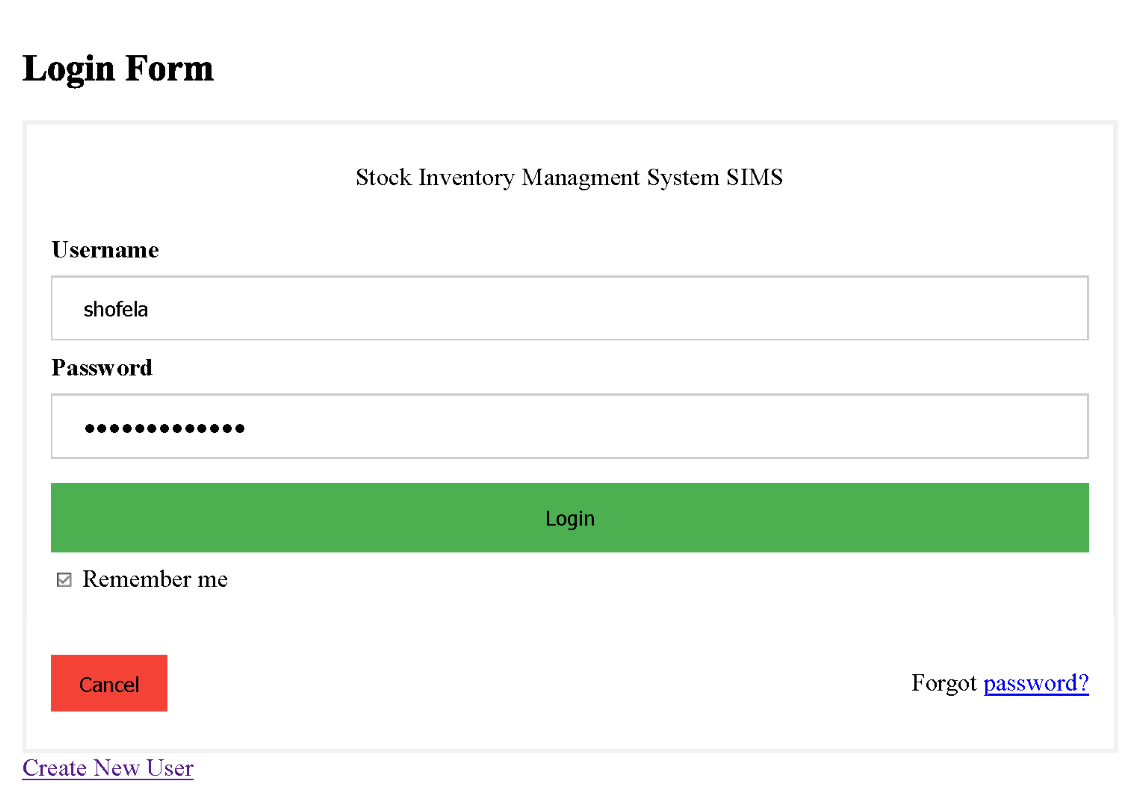 Login Form
Stock Inventory Managment System SIMS
Username
shofela
Password
•••••••••••••
Login
Remember me
Cancel
Forgot password?
Create New User